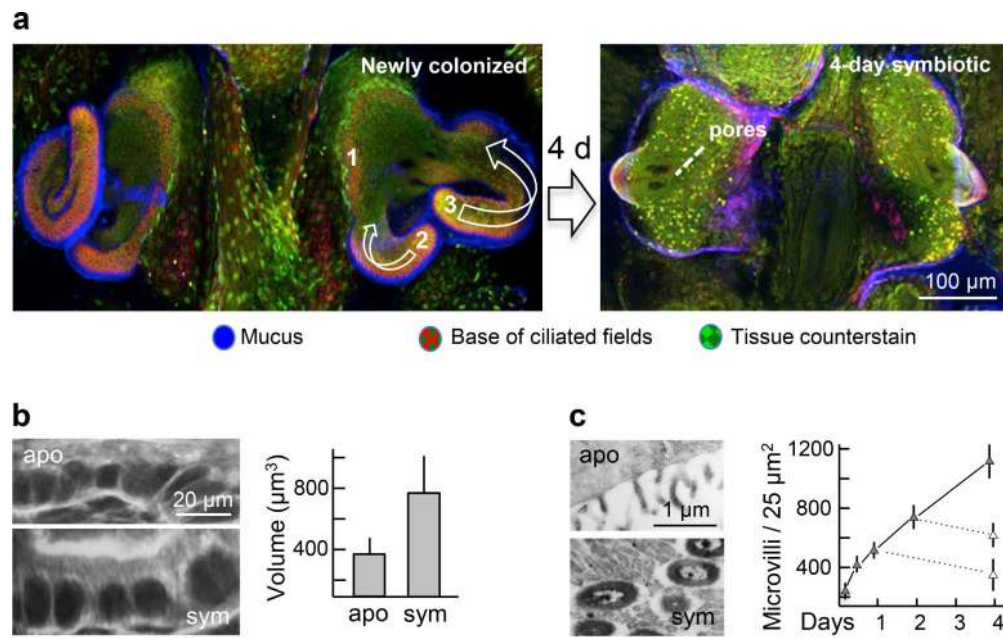 a
Newly colonized
1
2
3
4 d
4-day symbiotic
pores
100 µm
Mucus
Base of ciliated fields
Tissue counterstain
b
apo
20 µm
sym
Volume (µm³)
800
400
apo sym
c
apo
1 µm
sym
Microvilli / 25 µm²
1200
800
400
Days 1 2 3 4